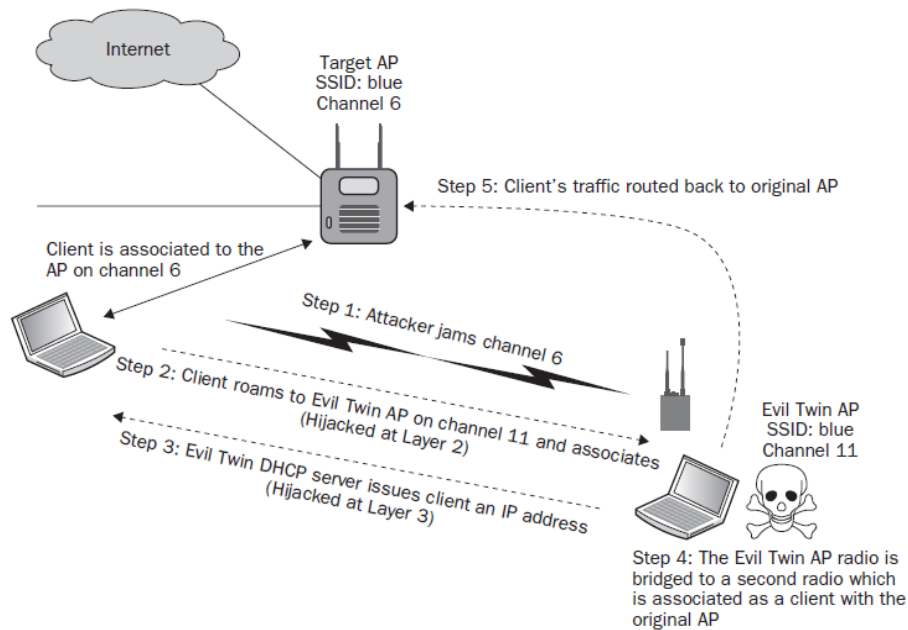 Internet
Target AP
SSID: blue
Channel 6
Step 5: Client's traffic routed back to original AP
Client is associated to the
AP on channel 6
Step 1: Attacker jams channel 6
Step 2: Client roams to Evil Twin AP on channel 11 and associates
(Hijacked at Layer 2)
Step 3: Evil Twin DHCP server issues client an IP address
(Hijacked at Layer 3)
Evil Twin AP
SSID: blue
Channel 11
Step 4: The Evil Twin AP radio is
bridged to a second radio which
is associated as a client with the
original AP